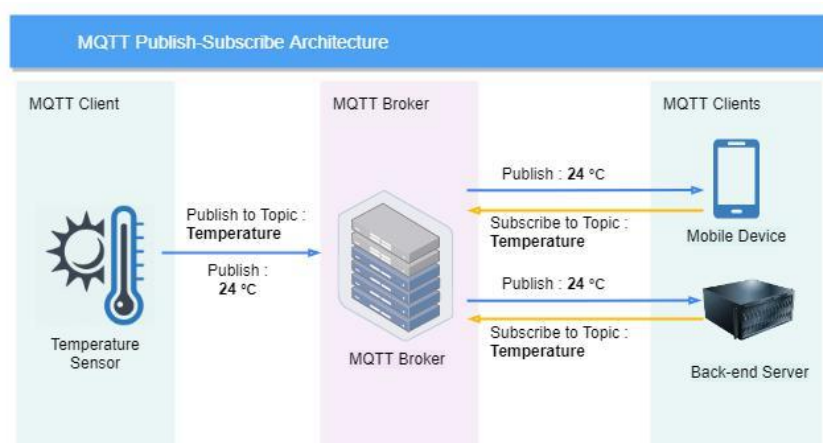 MQTT Publish-Subscribe Architecture
MQTT Client
MQTT Broker
MQTT Clients
Publish to Topic :
Temperature
Publish :
24 °C
Temperature
Sensor
MQTT Broker
Publish : 24 °C
Subscribe to Topic :
Temperature
Mobile Device
Publish : 24 °C
Subscribe to Topic :
Temperature
Back-end Server